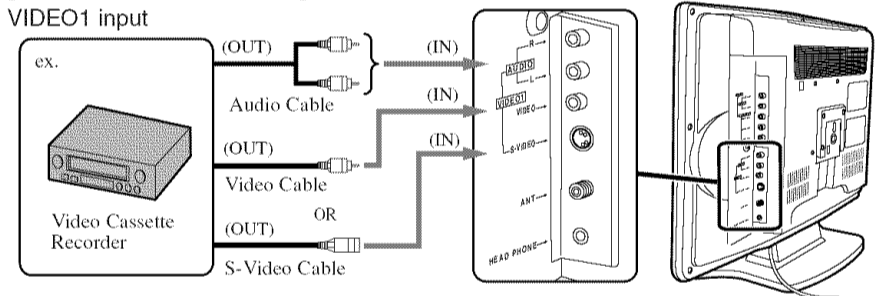 VIDEO1 input
ex.
Video Cassette
Recorder
(OUT)
Audio Cable
(OUT)
Video Cable
OR
(OUT)
S-Video Cable
(IN)
(IN)
(IN)
R
AUDIO
L
VIDEO1
VIDEO
S-VIDEO
ANT
HEAD PHONE